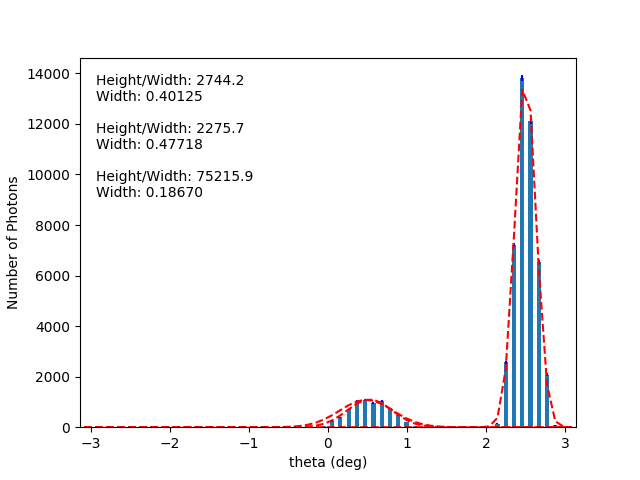 Height/Width: 2744.2
Width: 0.40125
Height/Width: 2275.7
Width: 0.47718
Height/Width: 75215.9
Width: 0.18670
14000
12000
10000
8000
6000
4000
2000
0
Number of Photons
−3
−2
−1
0
1
2
3
theta (deg)